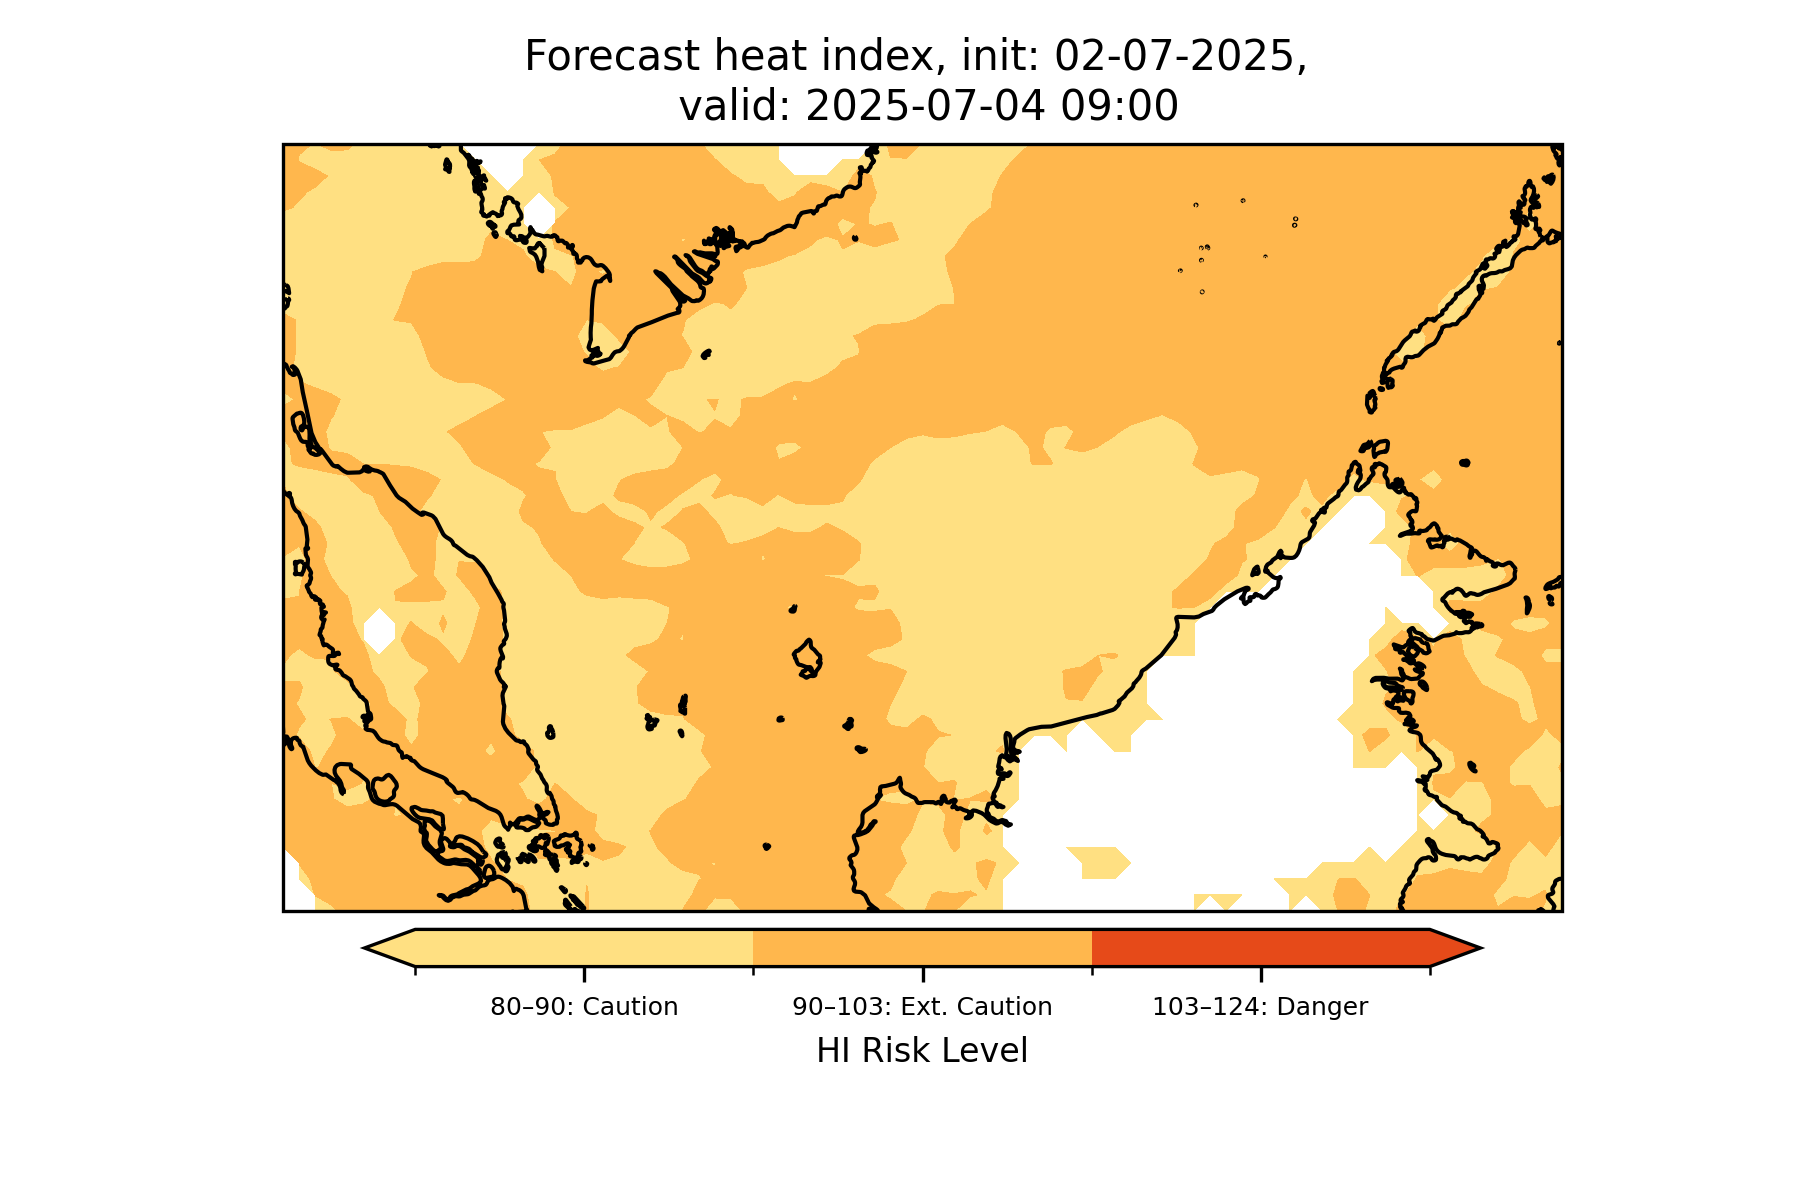 Forecast heat index, init: 02-07-2025,
valid: 2025-07-04 09:00
80–90: Caution
90–103: Ext. Caution
103–124: Danger
HI Risk Level